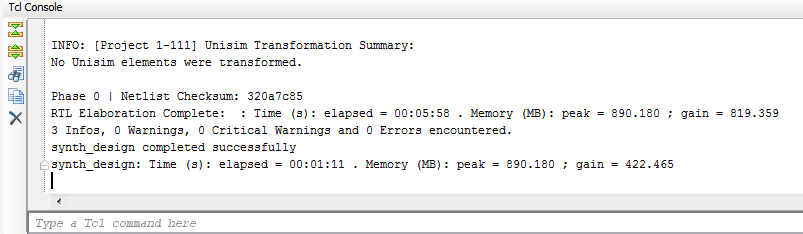 Tcl Console
INFO: [Project 1-111] Unisim Transformation Summary:
No Unisim elements were transformed.
Phase 0 | Netlist Checksum: 320a7c85
RTL Elaboration Complete:  : Time (s): elapsed = 00:05:58 . Memory (MB): peak = 890.180 ; gain = 819.359
3 Infos, 0 Warnings, 0 Critical Warnings and 0 Errors encountered.
synth_design completed successfully
synth_design: Time (s): elapsed = 00:01:11 . Memory (MB): peak = 890.180 ; gain = 422.465
Type a Tcl command here